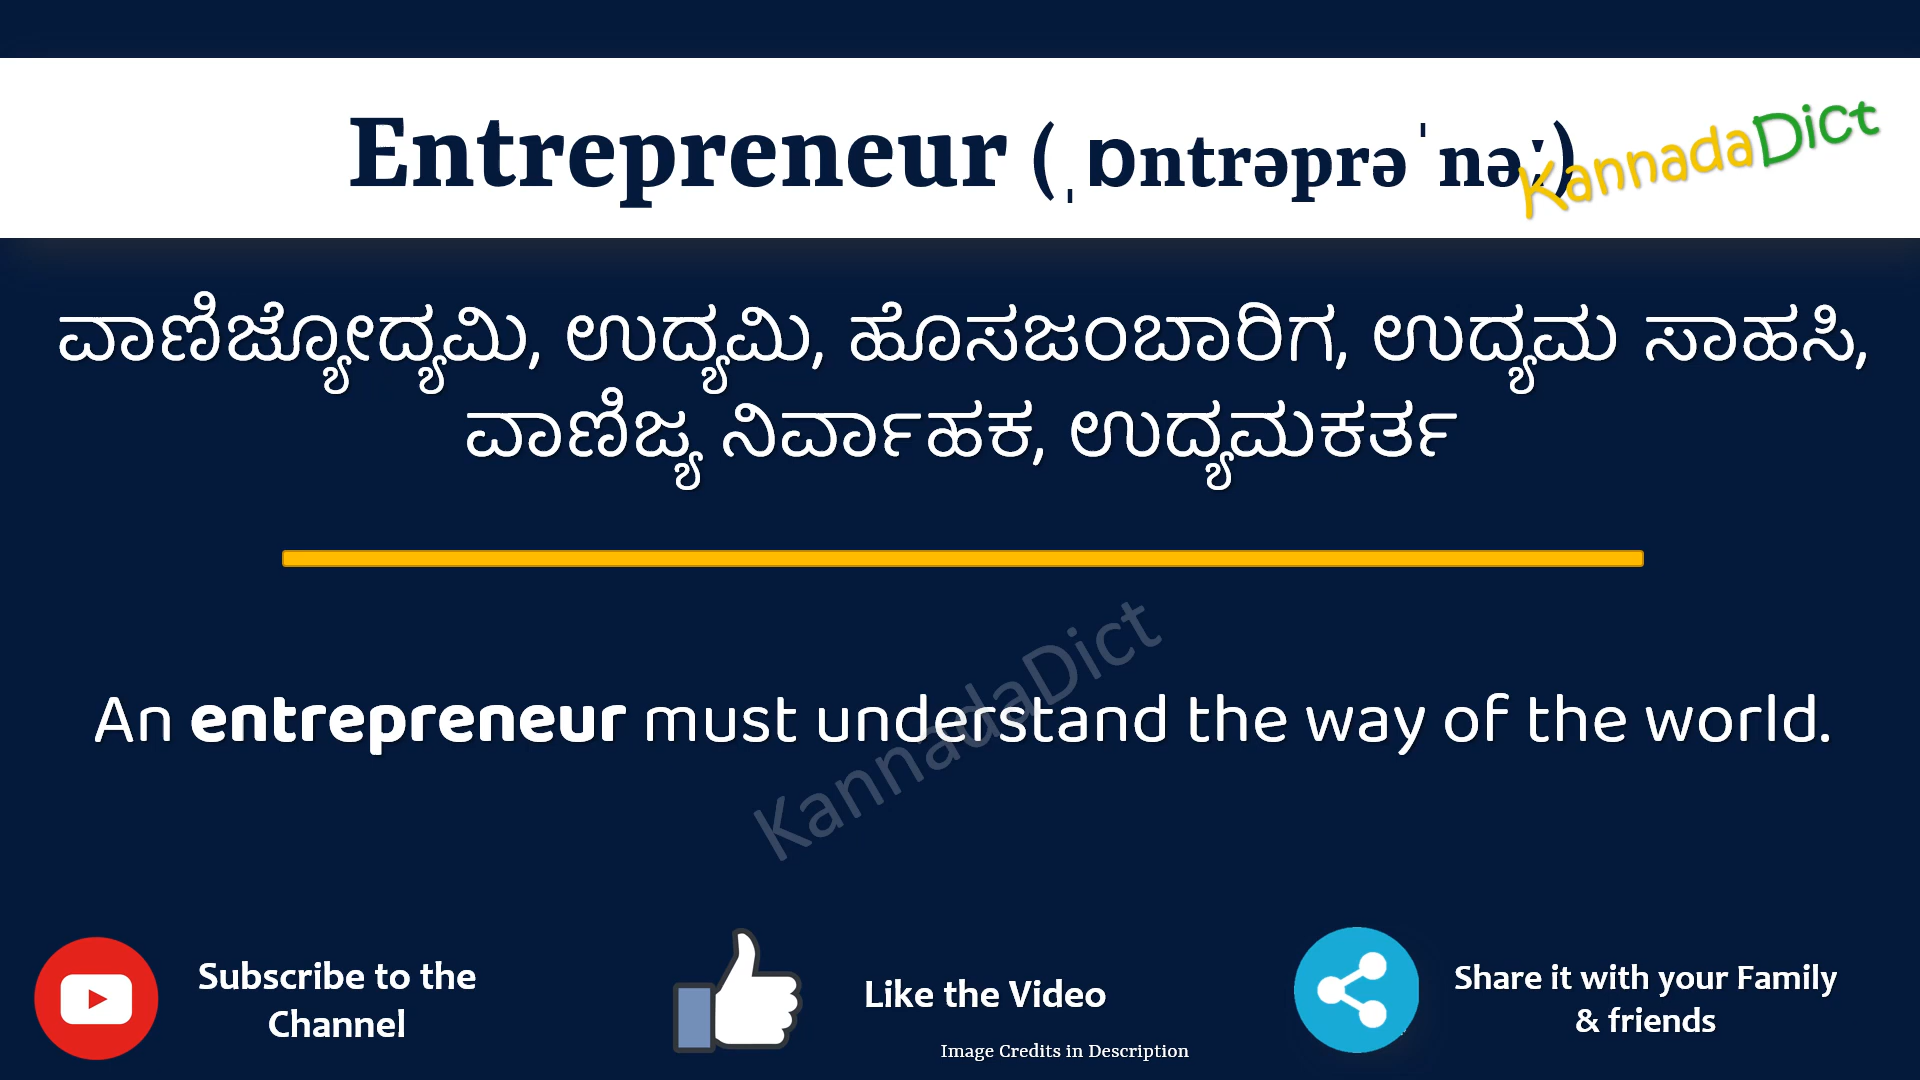 Entrepreneur (ˌɒntrəprəˈnəː)
KannadaDict
ವಾಣಿಜ್ಯೋದ್ಯಮಿ, ಉದ್ಯಮಿ, ಹೊಸಜಂಬಾರಿಗ, ಉದ್ಯಮ ಸಾಹಸಿ,
ವಾಣಿಜ್ಯ ನಿರ್ವಾಹಕ, ಉದ್ಯಮಕರ್ತ
An entrepreneur must understand the way of the world.
KannadaDict
Subscribe to the
Channel
Like the Video
Share it with your Family
& friends
Image Credits in Description